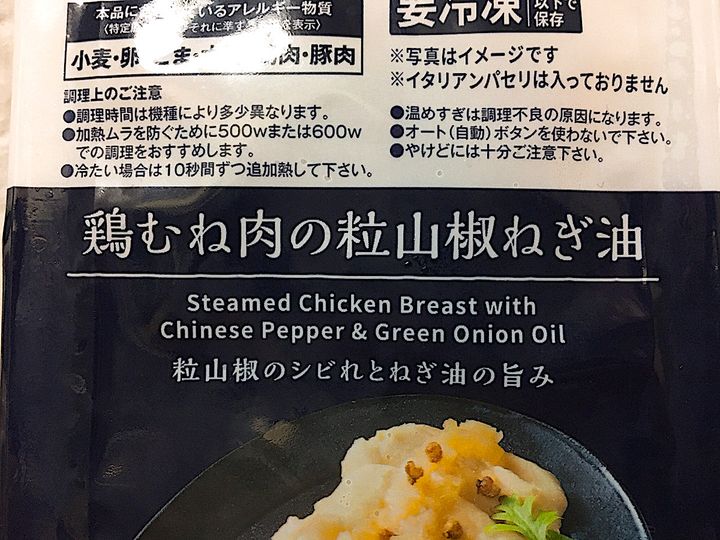 本品に
いるアレルギー物質
〈特定
それに準ず
表示〉
小麦・卵
ごま・
肉・豚肉
要冷凍
以下で
保存
※写真はイメージです
※イタリアンパセリは入っておりません
調理上のご注意
●調理時間は機種により多少異なります。
●加熱ムラを防ぐために500wまたは600w
での調理をおすすめします。
●冷たい場合は10秒間ずつ追加熱して下さい。
●温めすぎは調理不良の原因になります。
●オート(自動)ボタンを使わないで下さい。
●やけどには十分ご注意下さい。
鶏むね肉の粒山椒ねぎ油
Steamed Chicken Breast with
Chinese Pepper & Green Onion Oil
粒山椒のシビれとねぎ油の旨み